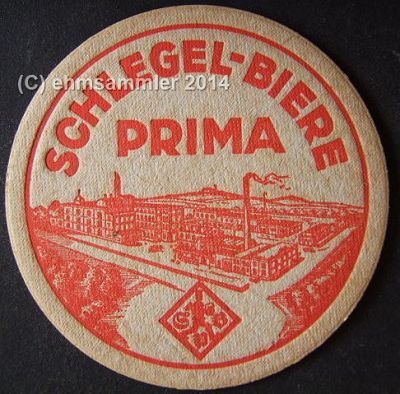 (C) ehmsammler 2014
SCHLEGEL-BIERE
PRIMA